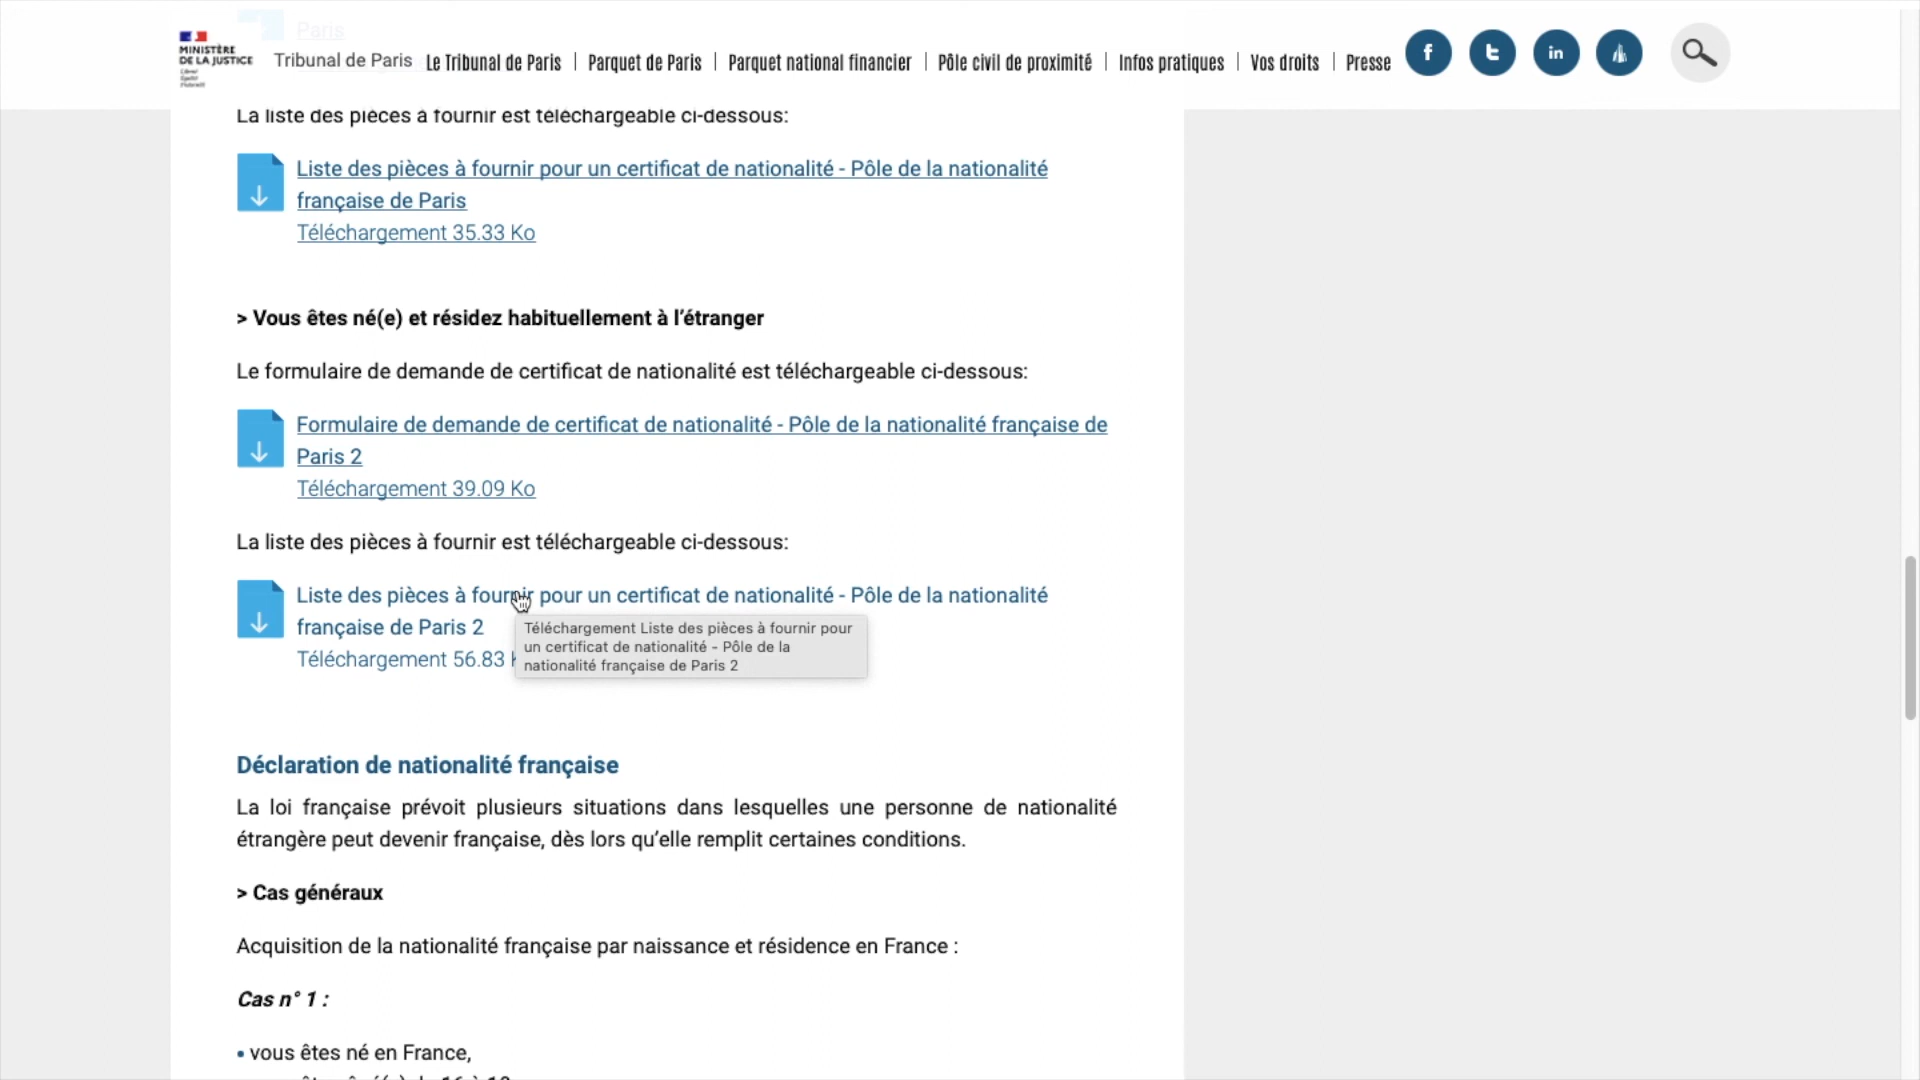 Paris
MINISTÈRE
DE LA JUSTICE
Liberté
Égalité
Fraternité
Tribunal de Paris
Le Tribunal de Paris | Parquet de Paris | Parquet national financier | Pôle civil de proximité | Infos pratiques | Vos droits | Presse
La liste des pièces à fournir est téléchargeable ci-dessous:
Liste des pièces à fournir pour un certificat de nationalité - Pôle de la nationalité
française de Paris
Téléchargement 35.33 Ko
> Vous êtes né(e) et résidez habituellement à l’étranger
Le formulaire de demande de certificat de nationalité est téléchargeable ci-dessous:
Formulaire de demande de certificat de nationalité - Pôle de la nationalité française de
Paris 2
Téléchargement 39.09 Ko
La liste des pièces à fournir est téléchargeable ci-dessous:
Liste des pièces à fournir pour un certificat de nationalité - Pôle de la nationalité
française de Paris 2
Téléchargement 56.83
Téléchargement Liste des pièces à fournir pour
un certificat de nationalité - Pôle de la
nationalité française de Paris 2
Déclaration de nationalité française
La loi française prévoit plusieurs situations dans lesquelles une personne de nationalité
étrangère peut devenir française, dès lors qu’elle remplit certaines conditions.
> Cas généraux
Acquisition de la nationalité française par naissance et résidence en France :
Cas n° 1 :
• vous êtes né en France,